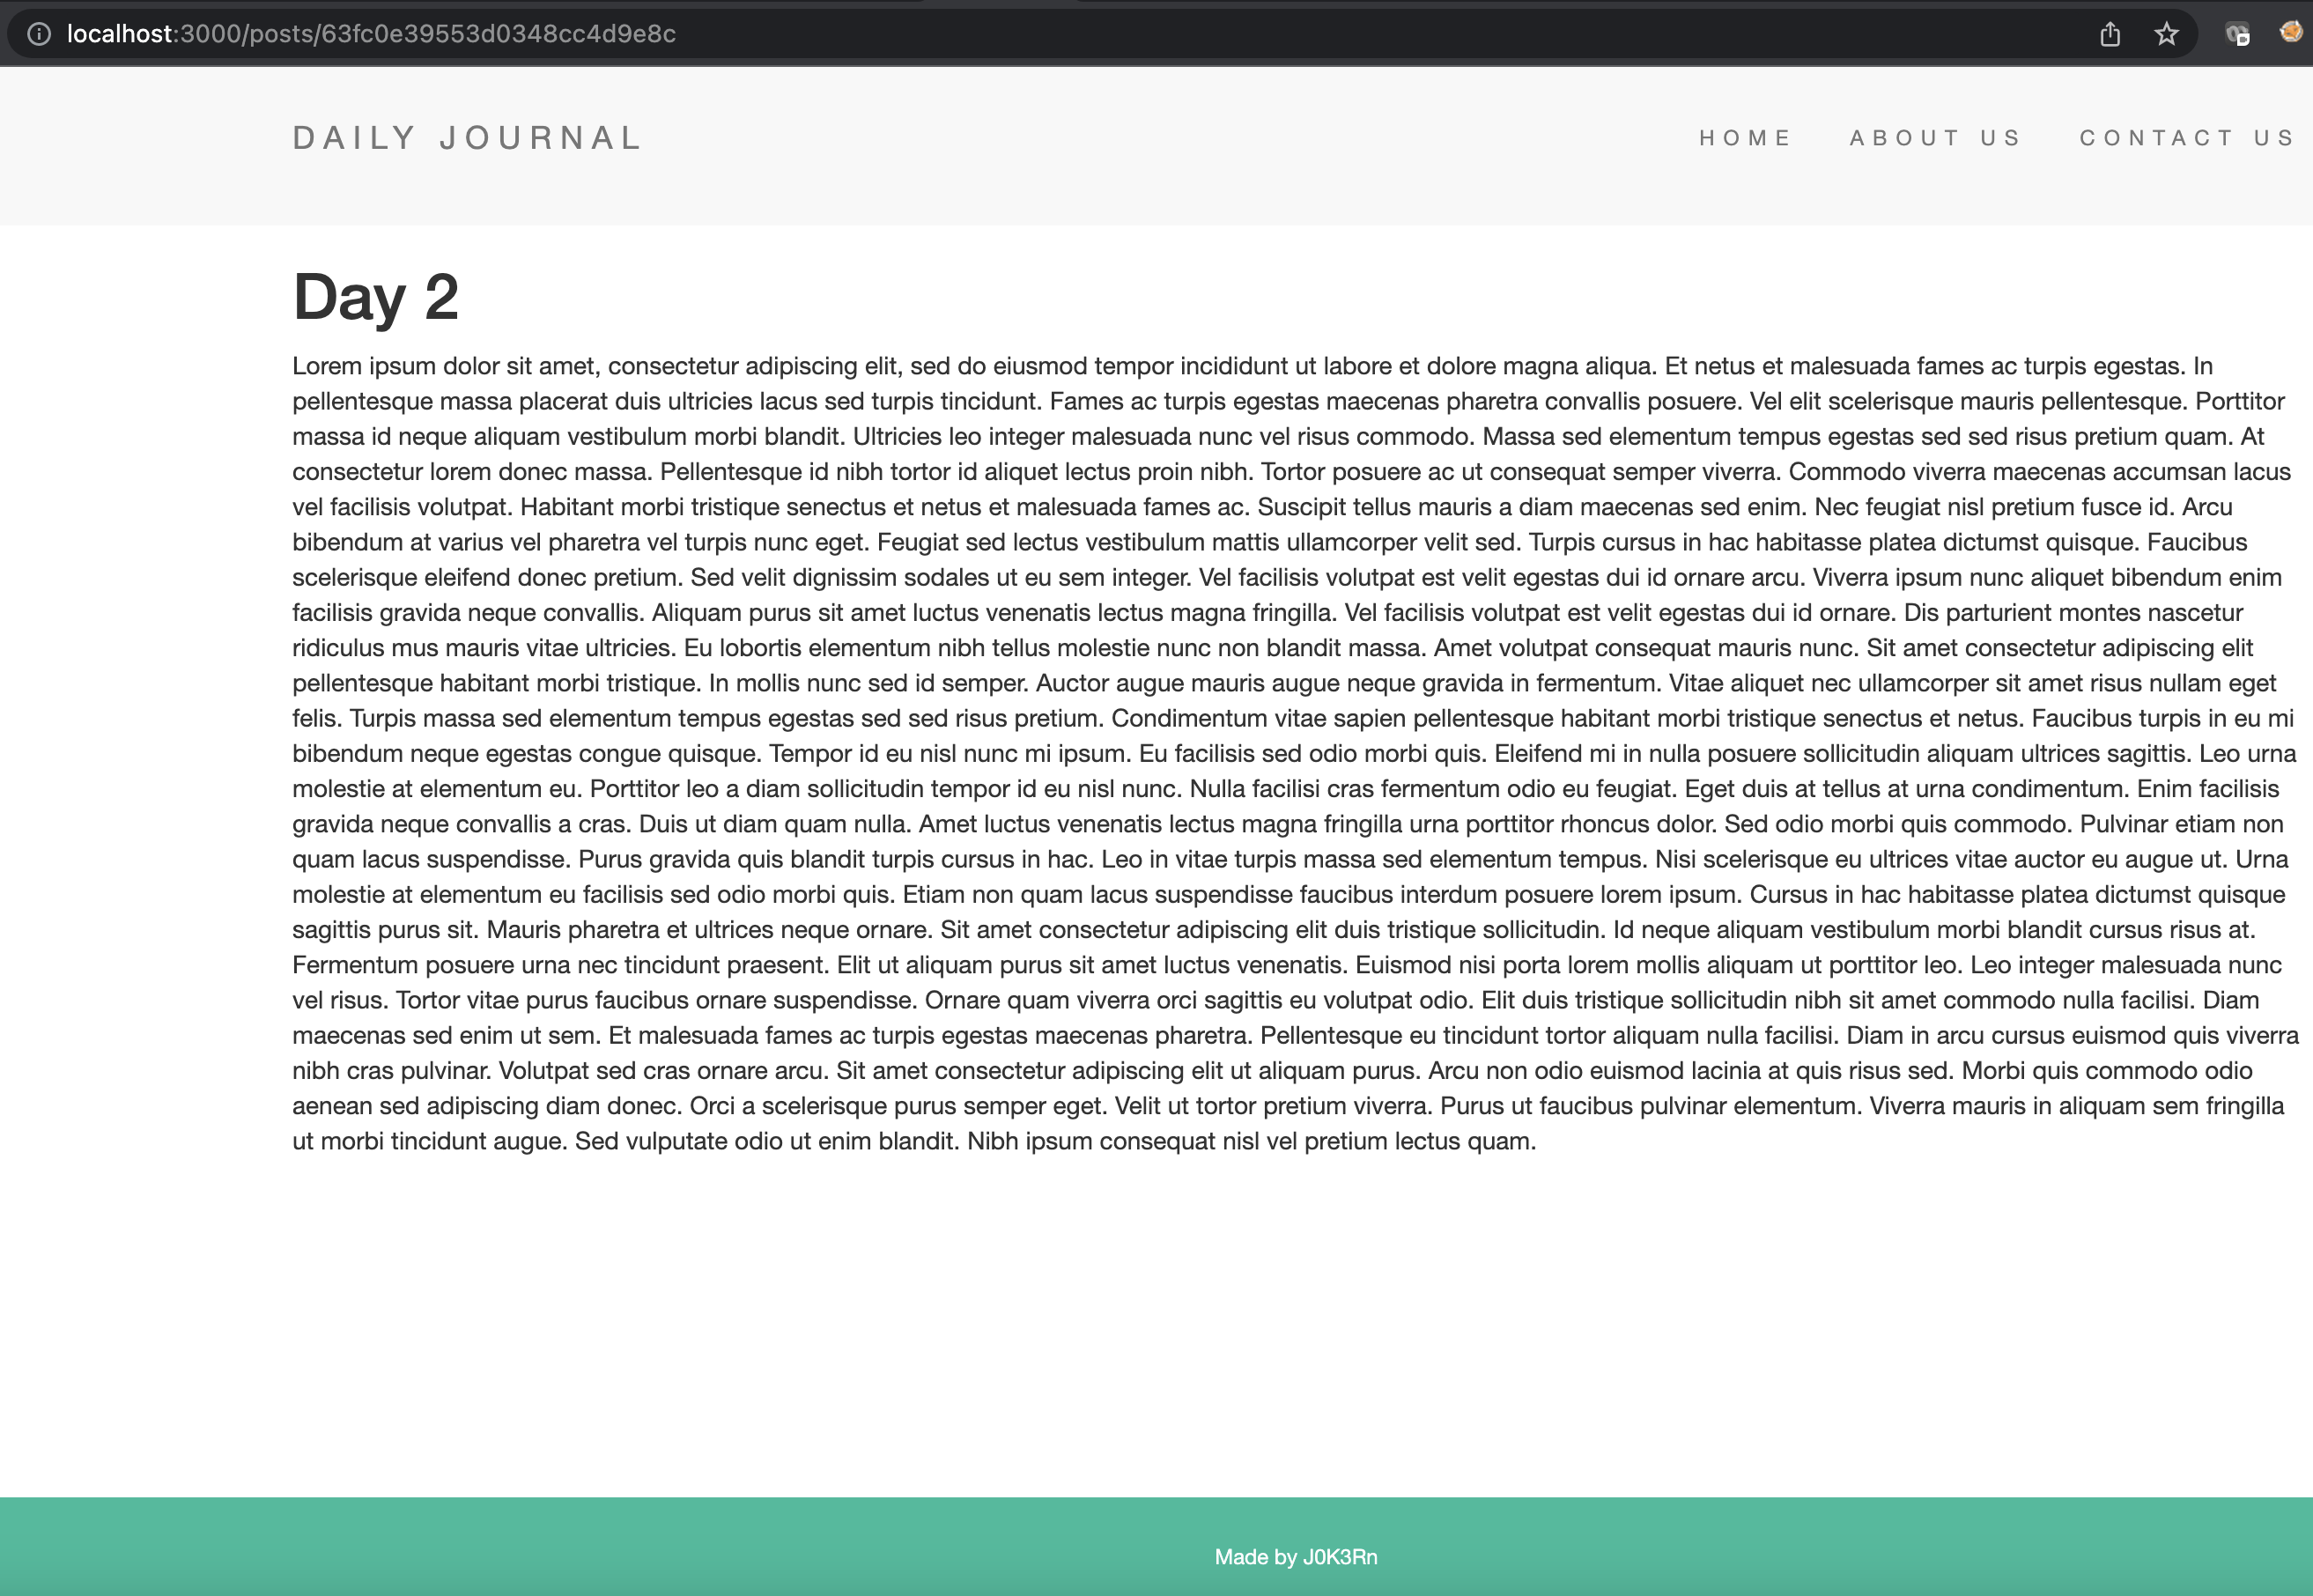 localhost:3000/posts/63fc0e39553d0348cc4d9e8c
DAILY JOURNAL HOME ABOUT US CONTACT US
Day 2
Lorem ipsum dolor sit amet, consectetur adipiscing elit, sed do eiusmod tempor incididunt ut labore et dolore magna aliqua. Et netus et malesuada fames ac turpis egestas. In
pellentesque massa placerat duis ultricies lacus sed turpis tincidunt. Fames ac turpis egestas maecenas pharetra convallis posuere. Vel elit scelerisque mauris pellentesque. Porttitor
massa id neque aliquam vestibulum morbi blandit. Ultricies leo integer malesuada nunc vel risus commodo. Massa sed elementum tempus egestas sed sed risus pretium quam. At
consectetur lorem donec massa. Pellentesque id nibh tortor id aliquet lectus proin nibh. Tortor posuere ac ut consequat semper viverra. Commodo viverra maecenas accumsan lacus
vel facilisis volutpat. Habitant morbi tristique senectus et netus et malesuada fames ac. Suscipit tellus mauris a diam maecenas sed enim. Nec feugiat nisl pretium fusce id. Arcu
bibendum at varius vel pharetra vel turpis nunc eget. Feugiat sed lectus vestibulum mattis ullamcorper velit sed. Turpis cursus in hac habitasse platea dictumst quisque. Faucibus
scelerisque eleifend donec pretium. Sed velit dignissim sodales ut eu sem integer. Vel facilisis volutpat est velit egestas dui id ornare arcu. Viverra ipsum nunc aliquet bibendum enim
facilisis gravida neque convallis. Aliquam purus sit amet luctus venenatis lectus magna fringilla. Vel facilisis volutpat est velit egestas dui id ornare. Dis parturient montes nascetur
ridiculus mus mauris vitae ultricies. Eu lobortis elementum nibh tellus molestie nunc non blandit massa. Amet volutpat consequat mauris nunc. Sit amet consectetur adipiscing elit
pellentesque habitant morbi tristique. In mollis nunc sed id semper. Auctor augue mauris augue neque gravida in fermentum. Vitae aliquet nec ullamcorper sit amet risus nullam eget
felis. Turpis massa sed elementum tempus egestas sed sed risus pretium. Condimentum vitae sapien pellentesque habitant morbi tristique senectus et netus. Faucibus turpis in eu mi
bibendum neque egestas congue quisque. Tempor id eu nisl nunc mi ipsum. Eu facilisis sed odio morbi quis. Eleifend mi in nulla posuere sollicitudin aliquam ultrices sagittis. Leo urna
molestie at elementum eu. Porttitor leo a diam sollicitudin tempor id eu nisl nunc. Nulla facilisi cras fermentum odio eu feugiat. Eget duis at tellus at urna condimentum. Enim facilisis
gravida neque convallis a cras. Duis ut diam quam nulla. Amet luctus venenatis lectus magna fringilla urna porttitor rhoncus dolor. Sed odio morbi quis commodo. Pulvinar etiam non
quam lacus suspendisse. Purus gravida quis blandit turpis cursus in hac. Leo in vitae turpis massa sed elementum tempus. Nisi scelerisque eu ultrices vitae auctor eu augue ut. Urna
molestie at elementum eu facilisis sed odio morbi quis. Etiam non quam lacus suspendisse faucibus interdum posuere lorem ipsum. Cursus in hac habitasse platea dictumst quisque
sagittis purus sit. Mauris pharetra et ultrices neque ornare. Sit amet consectetur adipiscing elit duis tristique sollicitudin. Id neque aliquam vestibulum morbi blandit cursus risus at.
Fermentum posuere urna nec tincidunt praesent. Elit ut aliquam purus sit amet luctus venenatis. Euismod nisi porta lorem mollis aliquam ut porttitor leo. Leo integer malesuada nunc
vel risus. Tortor vitae purus faucibus ornare suspendisse. Ornare quam viverra orci sagittis eu volutpat odio. Elit duis tristique sollicitudin nibh sit amet commodo nulla facilisi. Diam
maecenas sed enim ut sem. Et malesuada fames ac turpis egestas maecenas pharetra. Pellentesque eu tincidunt tortor aliquam nulla facilisi. Diam in arcu cursus euismod quis viverra
nibh cras pulvinar. Volutpat sed cras ornare arcu. Sit amet consectetur adipiscing elit ut aliquam purus. Arcu non odio euismod lacinia at quis risus sed. Morbi quis commodo odio
aenean sed adipiscing diam donec. Orci a scelerisque purus semper eget. Velit ut tortor pretium viverra. Purus ut faucibus pulvinar elementum. Viverra mauris in aliquam sem fringilla
ut morbi tincidunt augue. Sed vulputate odio ut enim blandit. Nibh ipsum consequat nisl vel pretium lectus quam.
Made by J0K3Rn